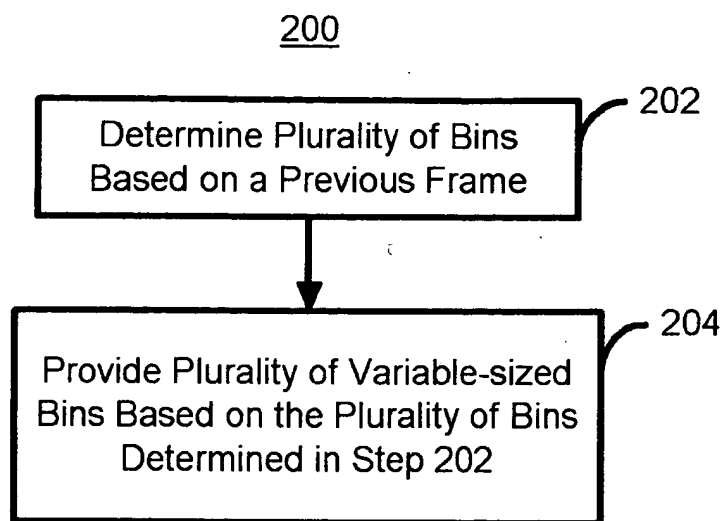 200
202
Determine Plurality of Bins
Based on a Previous Frame
204
Provide Plurality of Variable-sized
Bins Based on the Plurality of Bins
Determined in Step 202